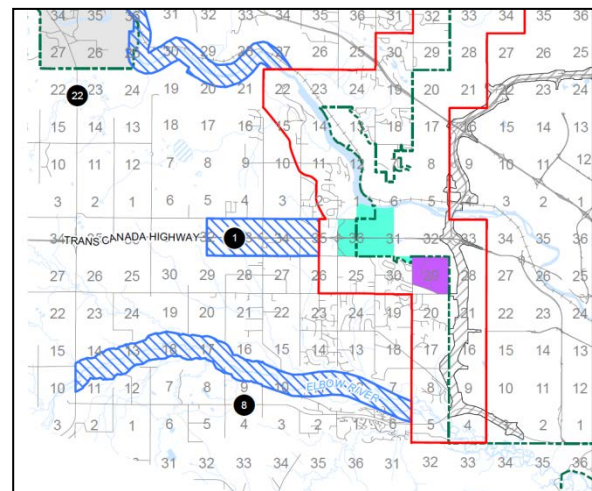 34 35 36 31 32 33 34 35 36 31 32 33 34 35 36
27 26 25 30 29 28 27 26 25 30 29 28 27 26 25
22 23 24 19 20 21 22 23 24 19 20 21 22 23 24
22
15 14 13 18 17 16 15 14 13 18 17 16 15 14 13
10 11 12 7 8 9 10 11 12 8 9 10 11 12
3 2 1 6 5 4 3 6 5 4 3 2 1
34 TRANS CANADA HIGHWAY 32 1 34 35 36 31 32 33 34 35 36
27 26 25 30 29 28 27 26 25 30 29 28 27 26 25
22 23 24 19 20 21 22 23 24 19 20 21 22 23 24
15 14 13 18 17 16 15 14 13 18 17 16 15 14 13
10 11 12 7 8 9 10 ELBOW RIVER 7 8 9 10 11 12
8
3 2 1 6 5 4 3 2 1 6 5 4 3 2 1
31 32 33 34 35 36 31 32 33 34 35 36